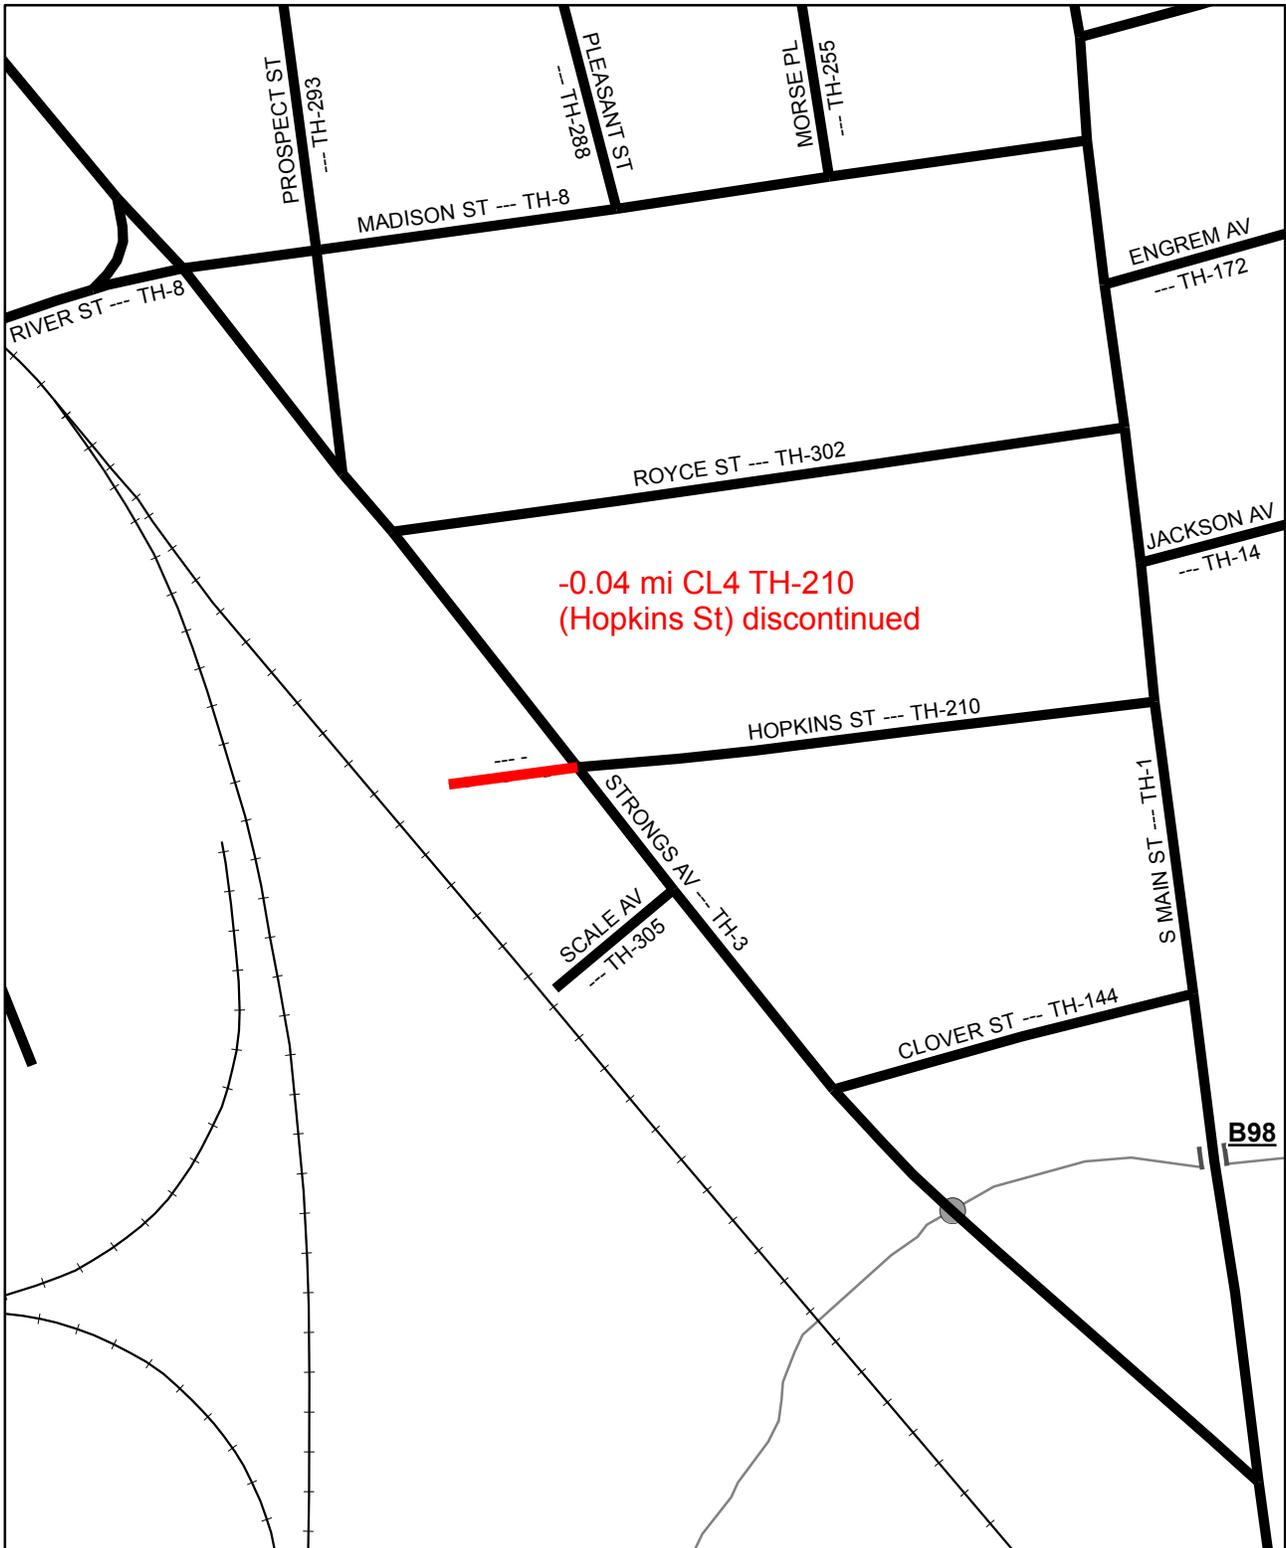 PROSPECT ST
--- TH-293
PLEASANT ST
--- TH-288
MORSE PL
--- TH-255
MADISON ST --- TH-8
ENGREM AV
--- TH-172
RIVER ST --- TH-8
ROYCE ST --- TH-302
JACKSON AV
--- TH-14
-0.04 mi CL4 TH-210
(Hopkins St) discontinued
HOPKINS ST --- TH-210
--- -
STRONGS AV --- TH-3
S MAIN ST --- TH-1
SCALE AV
--- TH-305
CLOVER ST --- TH-144
B98